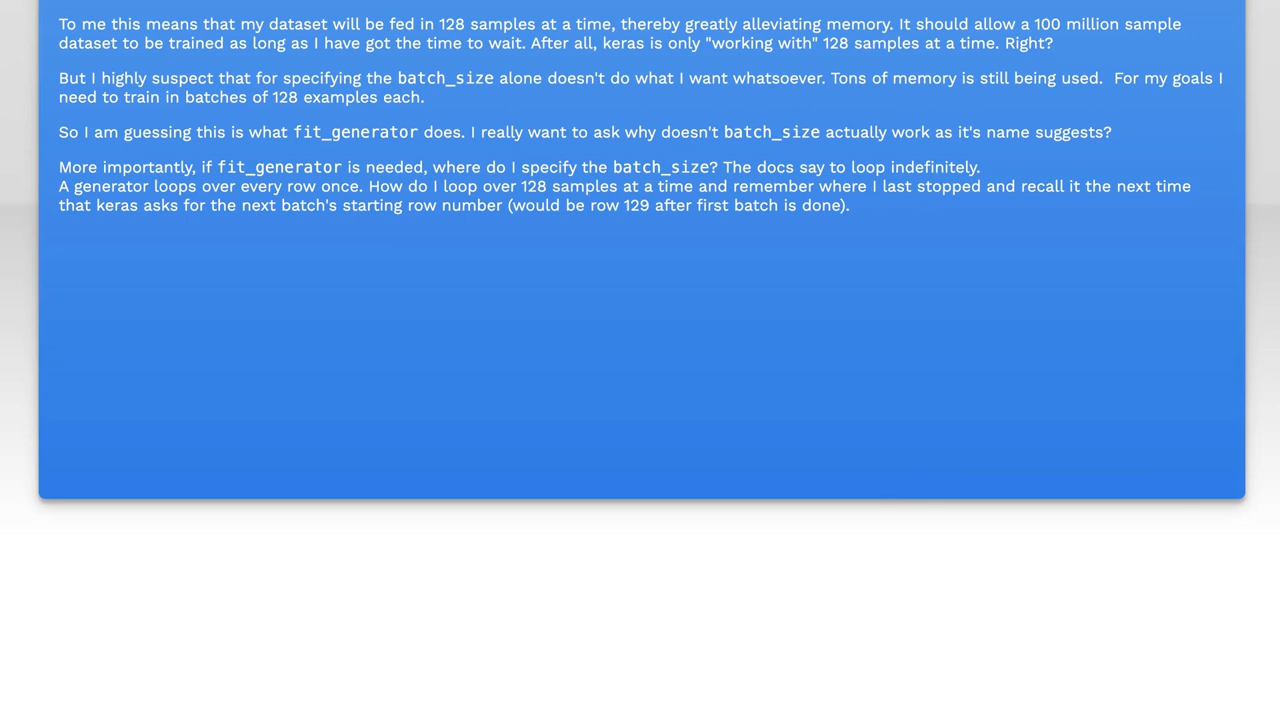 To me this means that my dataset will be fed in 128 samples at a time, thereby greatly alleviating memory. It should allow a 100 million sample
dataset to be trained as long as I have got the time to wait. After all, keras is only "working with" 128 samples at a time. Right?
But I highly suspect that for specifying the batch_size alone doesn't do what I want whatsoever. Tons of memory is still being used.  For my goals I
need to train in batches of 128 examples each.
So I am guessing this is what fit_generator does. I really want to ask why doesn't batch_size actually work as it's name suggests?
More importantly, if fit_generator is needed, where do I specify the batch_size? The docs say to loop indefinitely.
A generator loops over every row once. How do I loop over 128 samples at a time and remember where I last stopped and recall it the next time
that keras asks for the next batch's starting row number (would be row 129 after first batch is done).